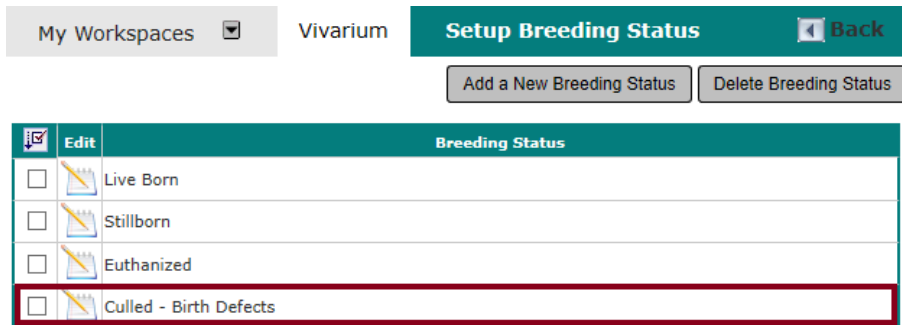 My Workspaces Vivarium Setup Breeding Status Back
Add a New Breeding Status Delete Breeding Status
Edit Breeding Status
Live Born
Stillborn
Euthanized
Culled - Birth Defects